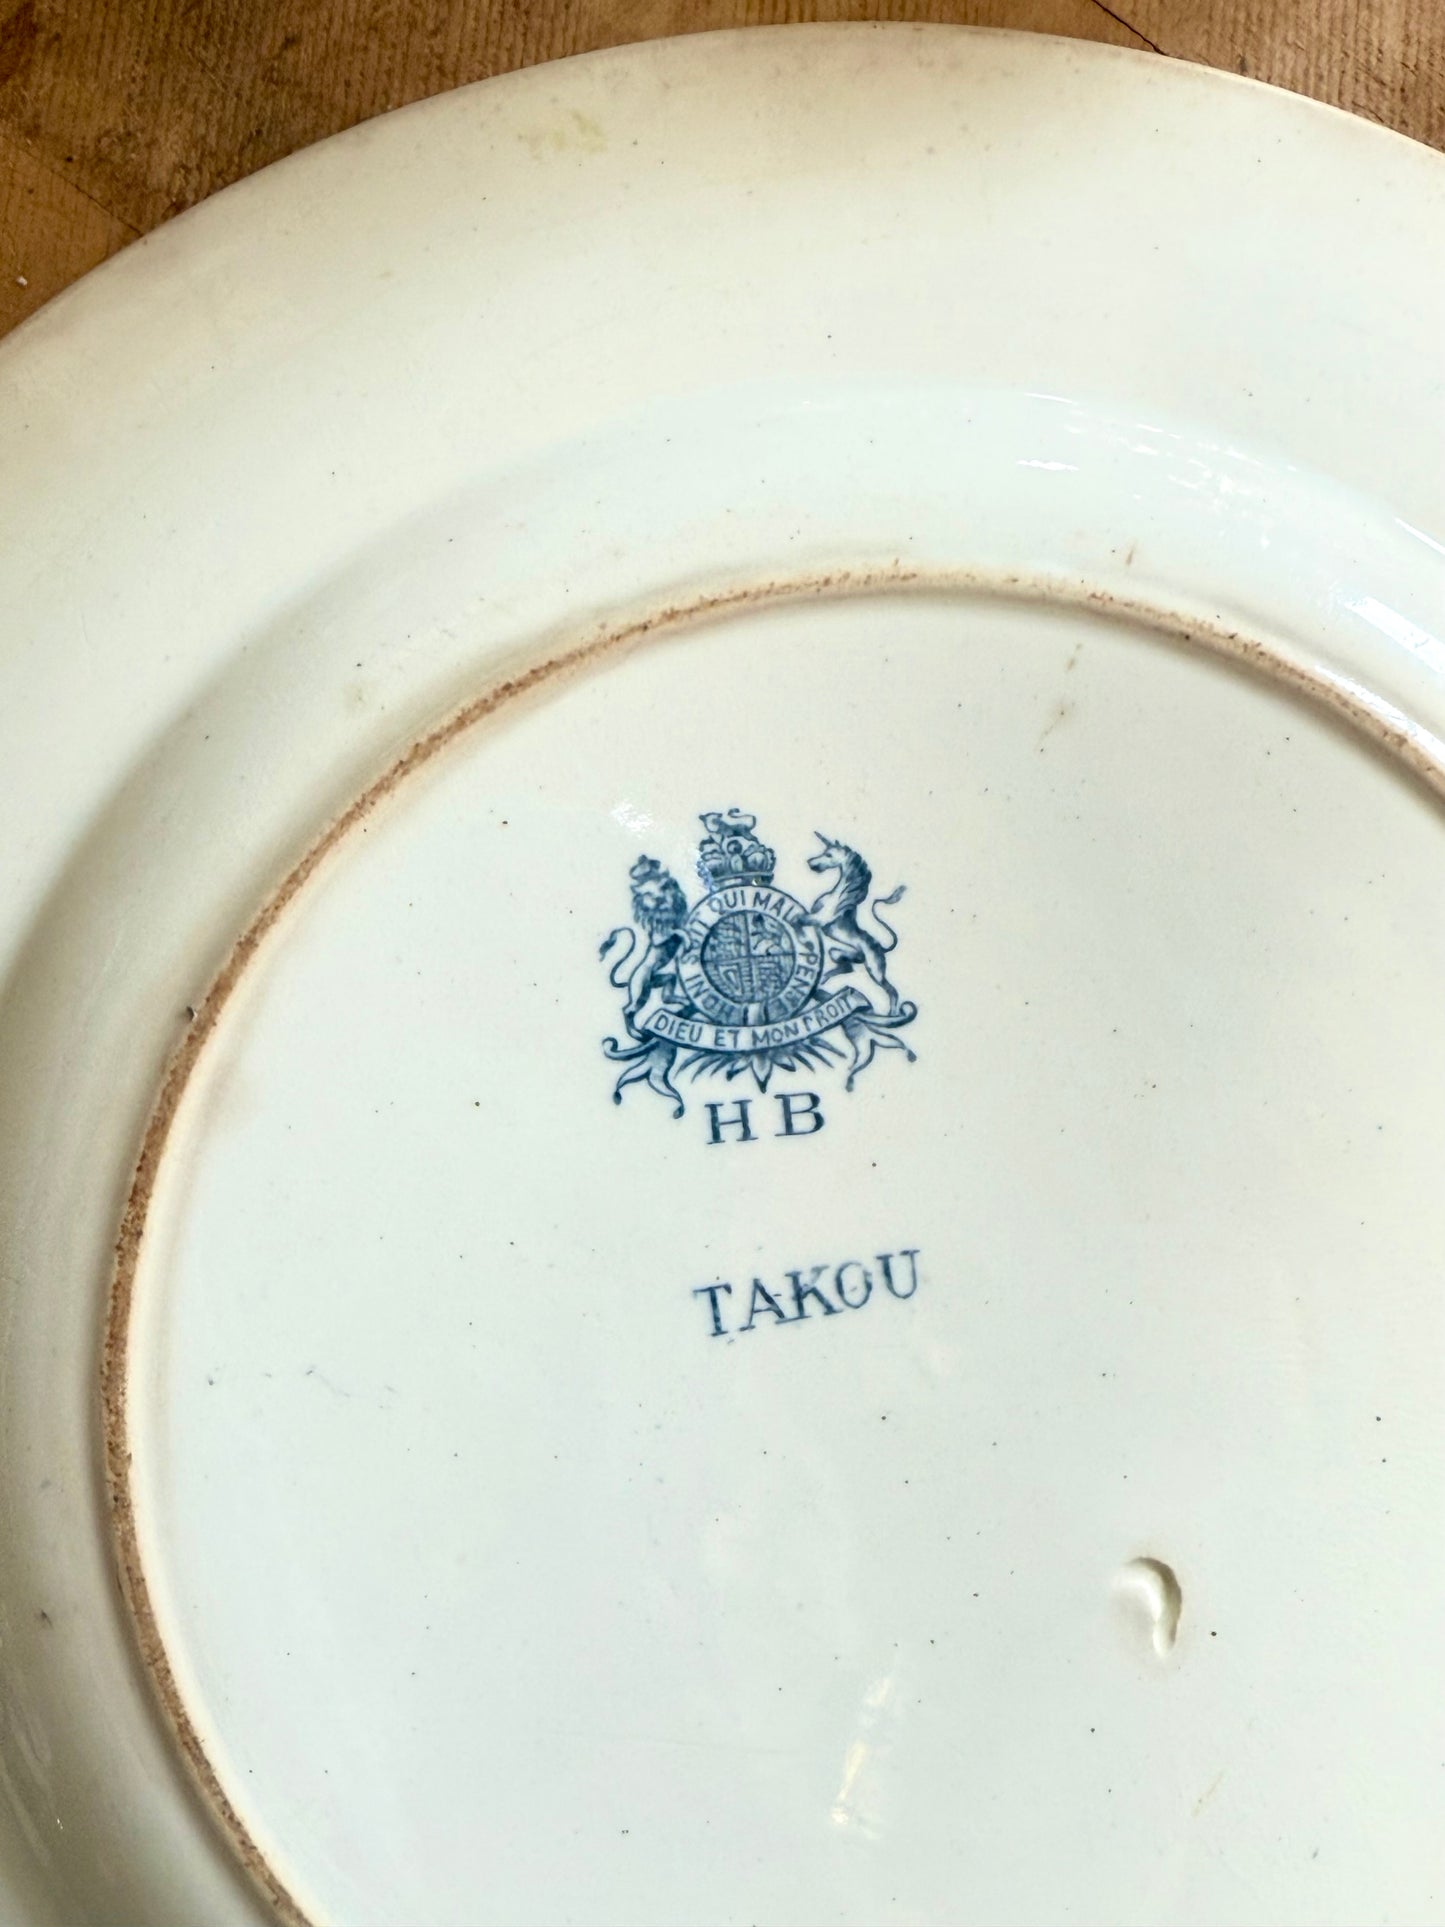 HONI SOIT QUI MAL Y PENSE
DIEU ET MON DROIT
H B
TAKOU